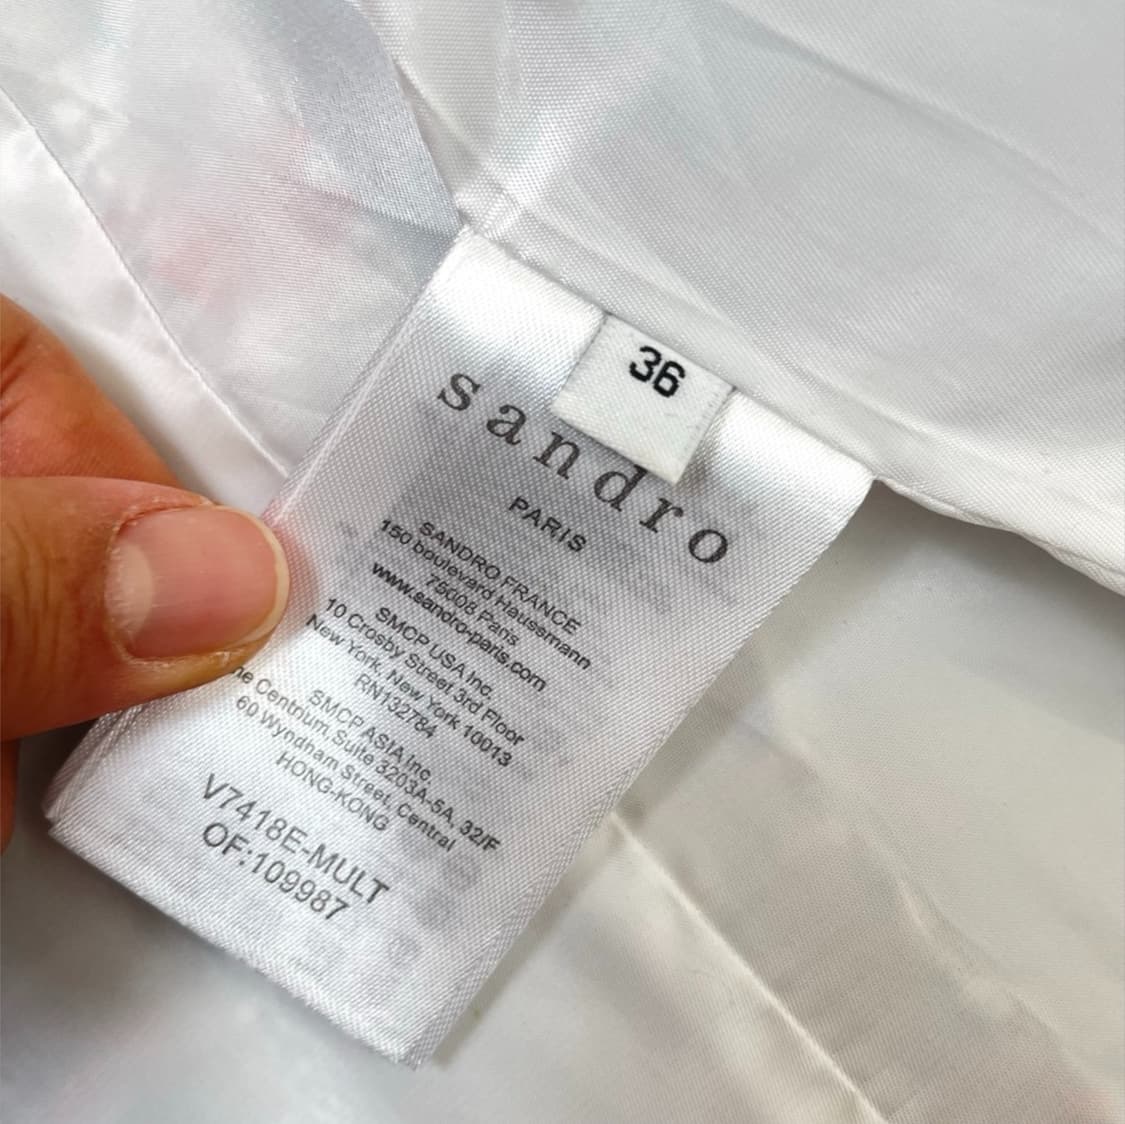 36
sandro
PARIS
SANDRO FRANCE
150 boulevard Haussmann
75008 Paris
www.sandro-paris.com
SMCP USA Inc.
10 Crosby Street 3rd Floor
New York, New York 10013
RN132784
SMCP ASIA Inc.
Centrium, Suite 3203A-5A, 32/F
60 Wyndham Street, Central
HONG-KONG
V7418E-MULT
OF:109987